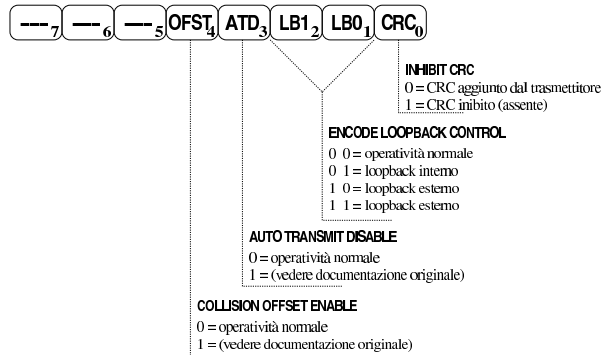 ---7 ---6 ---5 OFST4 ATD3 LB12 LB01 CRC0
INHIBIT CRC
0 = CRC aggiunto dal trasmettitore
1 = CRC inibito (assente)
ENCODE LOOPBACK CONTROL
0 0 = operatività normale
0 1 = loopback interno
1 0 = loopback esterno
1 1 = loopback esterno
AUTO TRANSMIT DISABLE
0 = operatività normale
1 = (vedere documentazione originale)
COLLISION OFFSET ENABLE
0 = operatività normale
1 = (vedere documentazione originale)